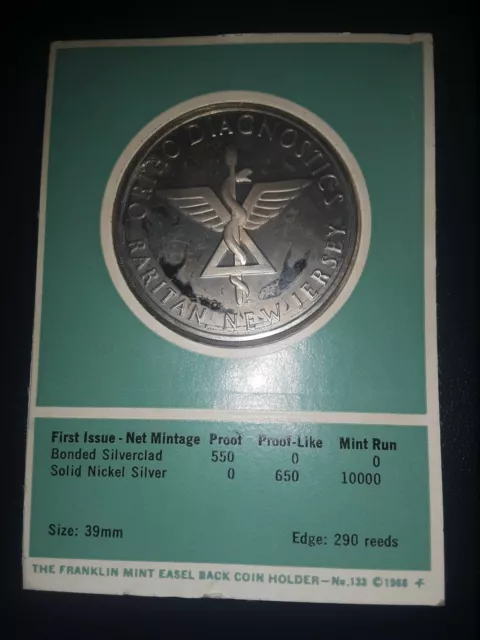 ORTHO DIAGNOSTICS
RARITAN, NEW JERSEY
First Issue - Net Mintage Proof Proof-Like Mint Run
Bonded Silverclad 550 0 0
Solid Nickel Silver 0 650 10000
Size: 39mm Edge: 290 reeds
THE FRANKLIN MINT EASEL BACK COIN HOLDER—No. 133 ©1968